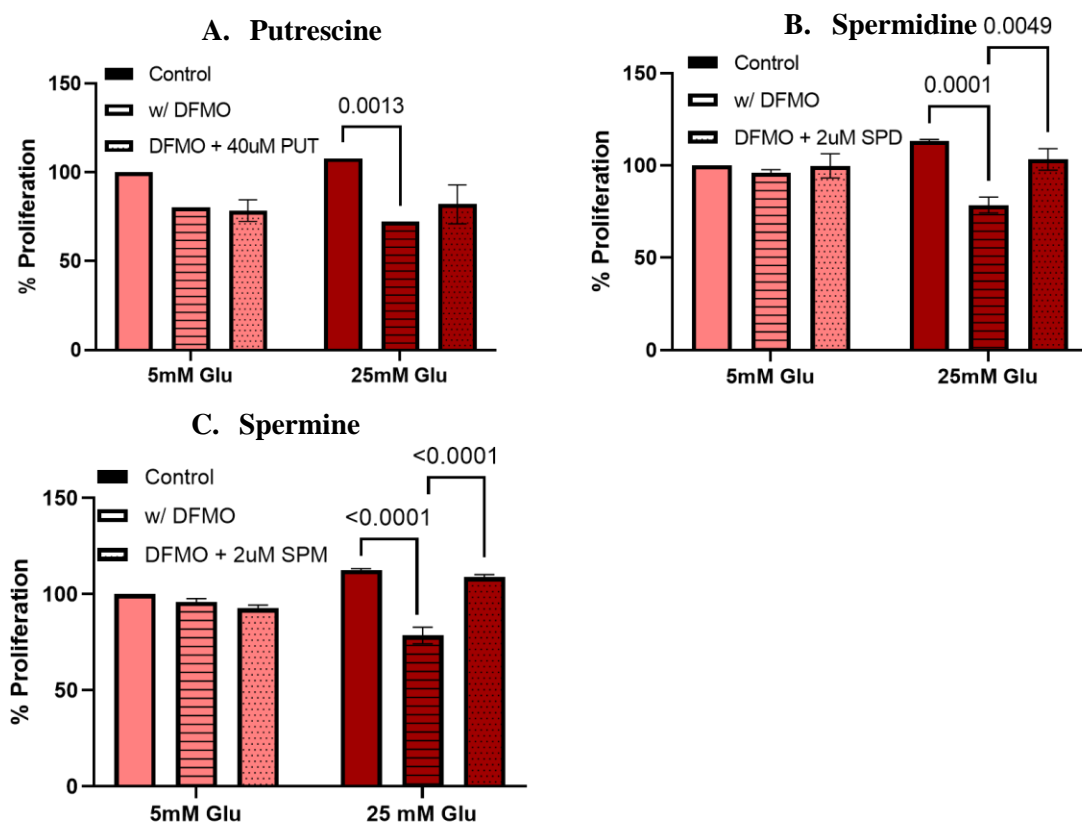 A. Putrescine
150
100
50
0
% Proliferation
Control
w/ DFMO
DFMO + 40uM PUT
0.0013
5mM Glu
25mM Glu
B. Spermidine
0.0049
150
100
50
0
% Proliferation
Control
w/ DFMO
DFMO + 2uM SPD
0.0001
5mM Glu
25mM Glu
C. Spermine
<0.0001
150
100
50
0
% Proliferation
Control
w/ DFMO
DFMO + 2uM SPM
<0.0001
5mM Glu
25 mM Glu